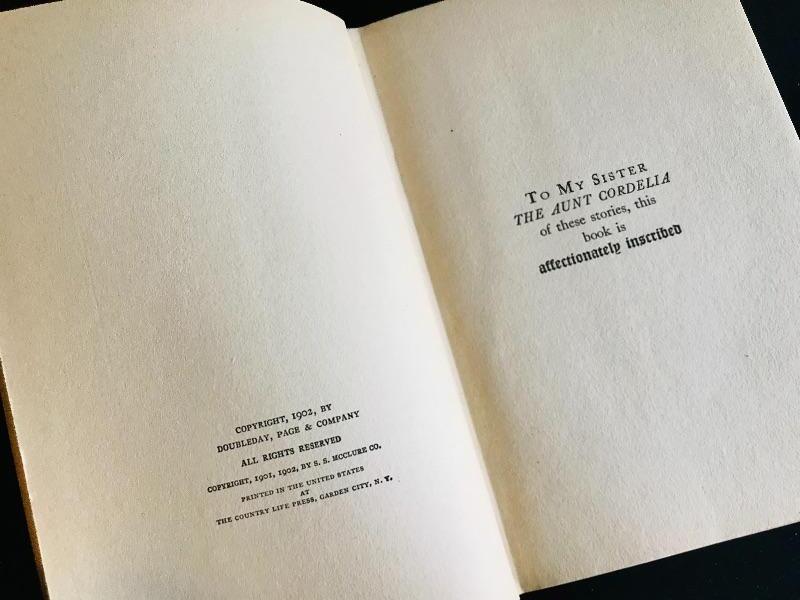 COPYRIGHT, 1902, BY
DOUBLEDAY, PAGE & COMPANY
ALL RIGHTS RESERVED
COPYRIGHT, 1901, 1902, BY S. S. MCCLURE CO.
PRINTED IN THE UNITED STATES
AT
THE COUNTRY LIFE PRESS, GARDEN CITY, N. Y.
TO MY SISTER
THE AUNT CORDELIA
of these stories, this
book is
affectionately inscribed